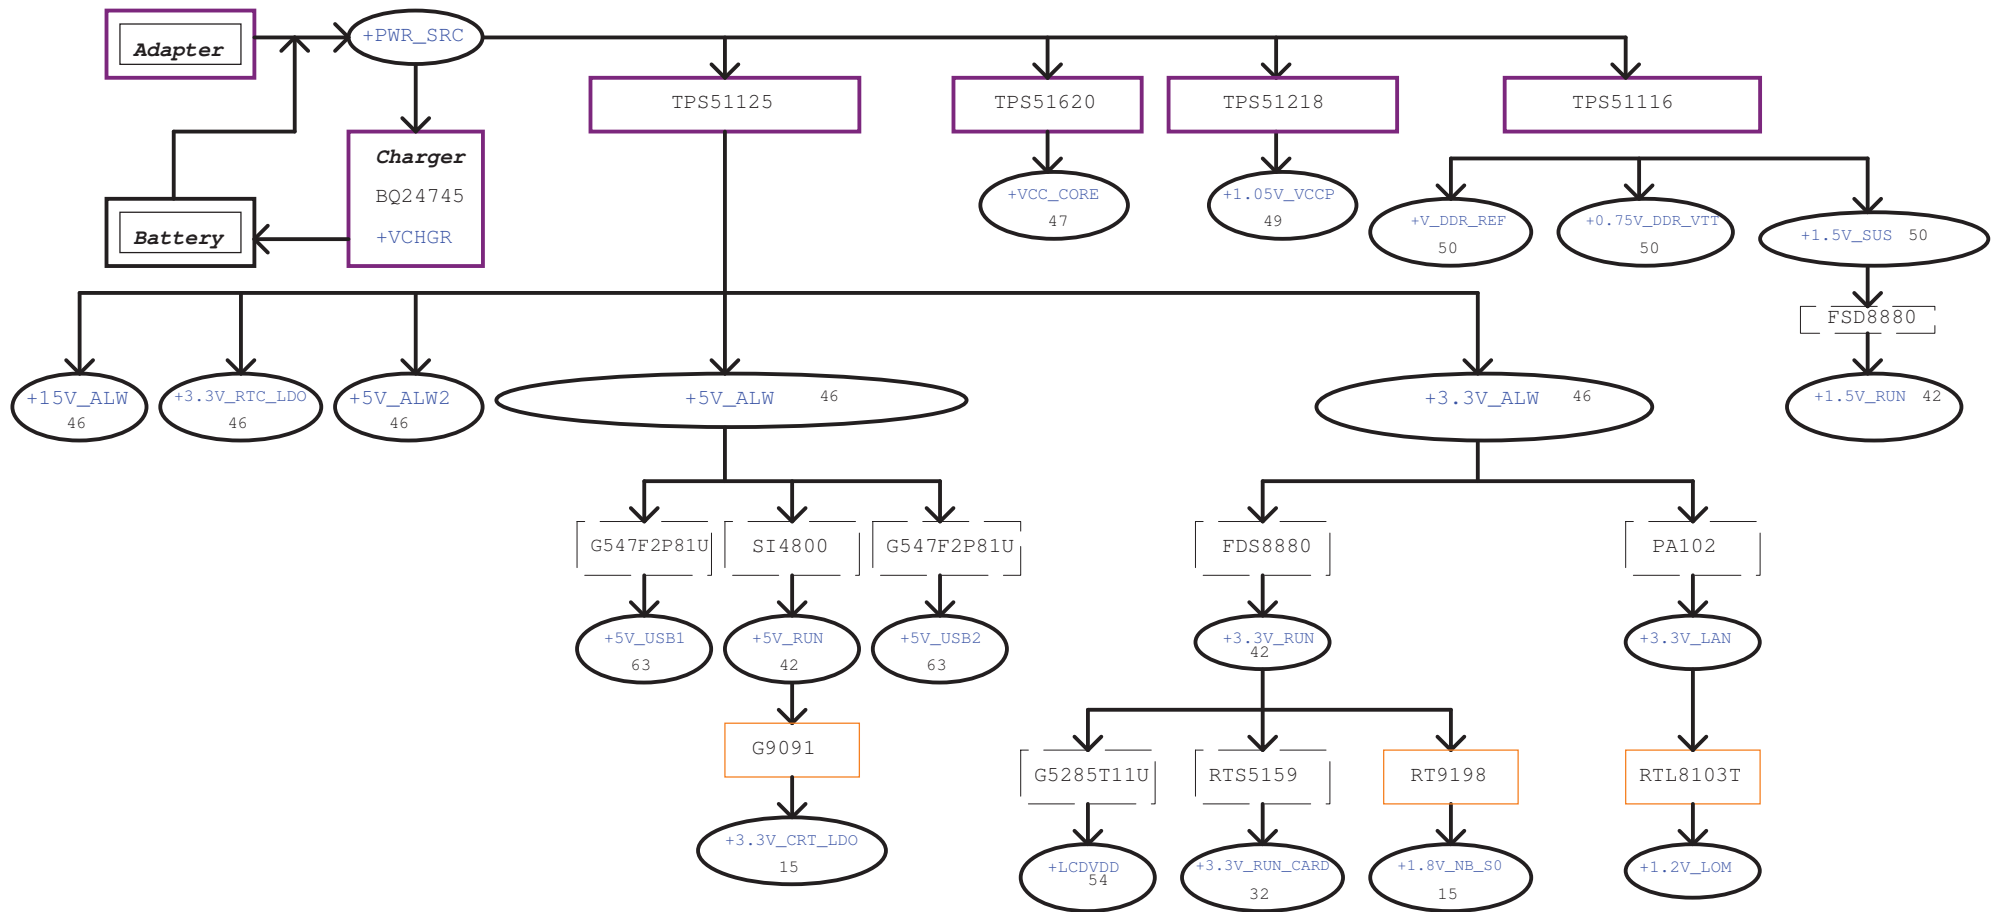 Adapter
+PWR_SRC
TPS51125
TPS51620
TPS51218
TPS51116
Charger
BQ24745
+VCHGR
Battery
+VCC_CORE
47
+1.05V_VCCP
49
+V_DDR_REF
50
+0.75V_DDR_VTT
50
+1.5V_SUS 50
FSD8880
+15V_ALW
46
+3.3V_RTC_LDO
46
+5V_ALW2
46
+5V_ALW 46
+3.3V_ALW 46
+1.5V_RUN 42
G547F2P81U
SI4800
G547F2P81U
FDS8880
PA102
+5V_USB1
63
+5V_RUN
42
+5V_USB2
63
+3.3V_RUN
42
+3.3V_LAN
G9091
G5285T11U
RTS5159
RT9198
RTL8103T
+3.3V_CRT_LDO
15
+LCDVDD
54
+3.3V_RUN_CARD
32
+1.8V_NB_S0
15
+1.2V_LOM